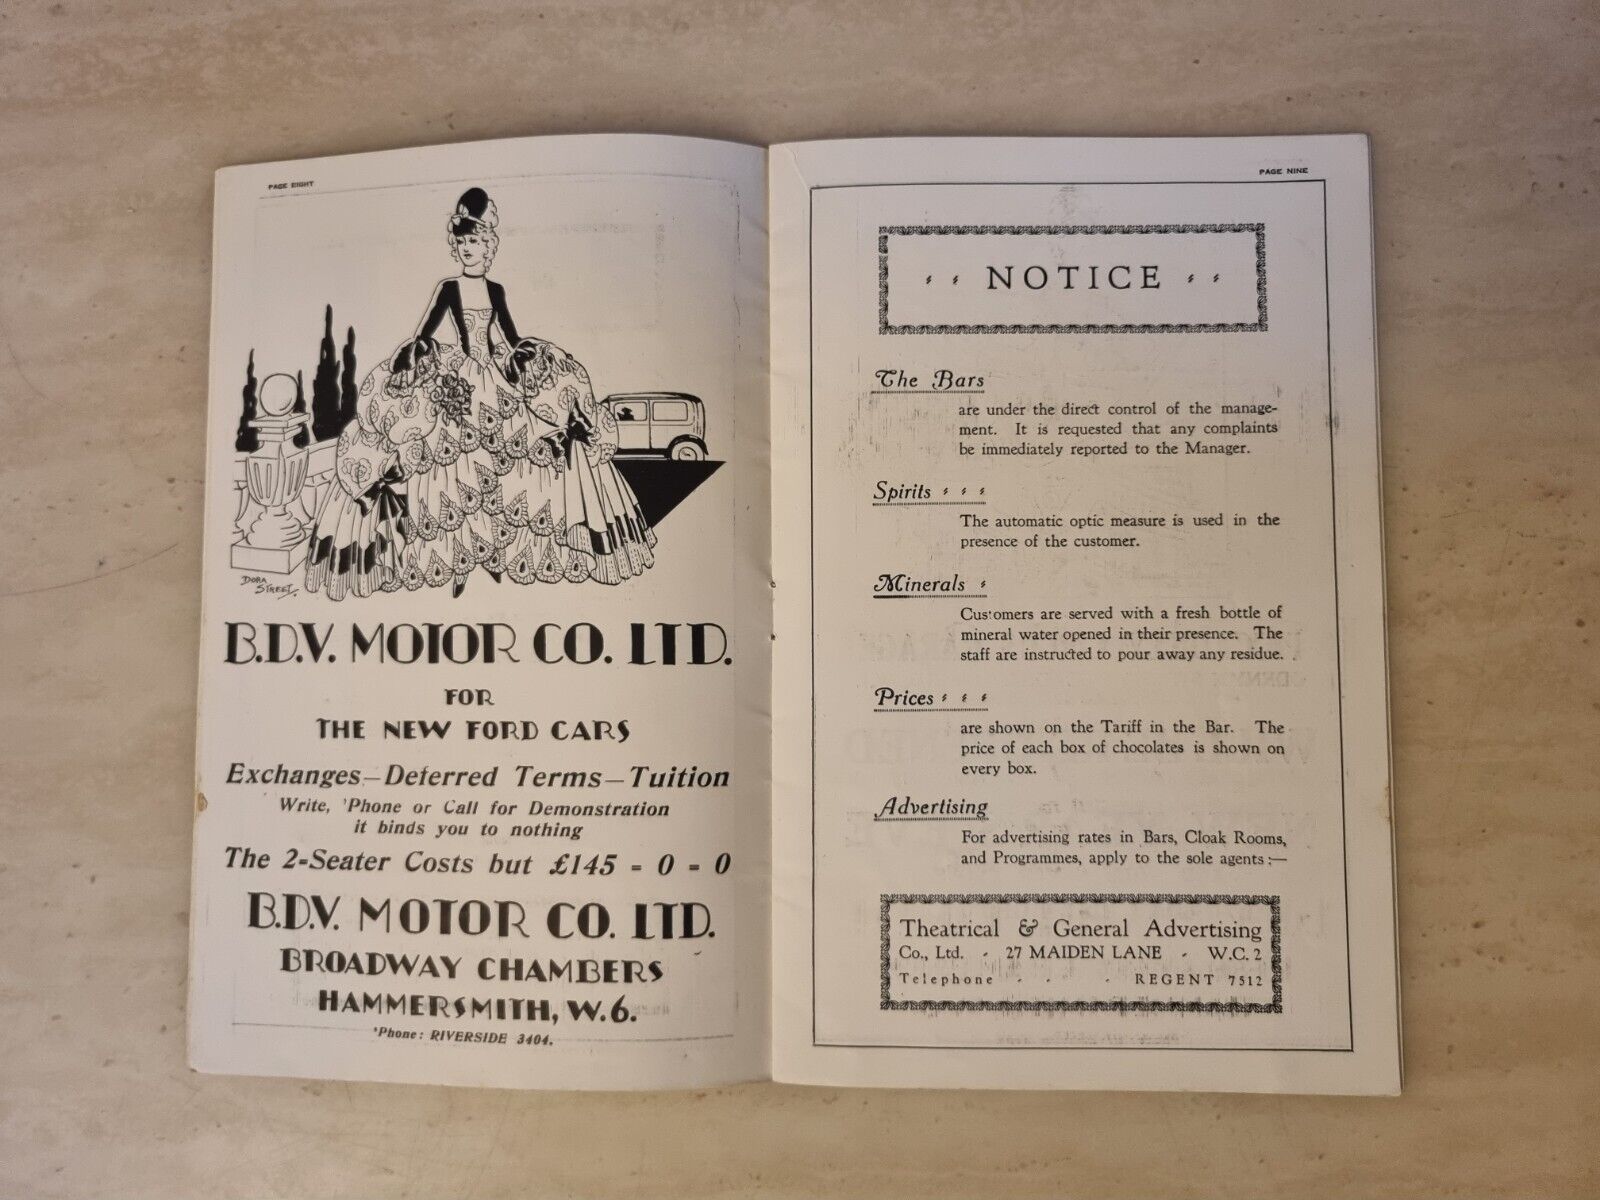 PAGE EIGHT
DORA
STREET.
B.D.V. MOTOR CO. LTD.
FOR
THE NEW FORD CARS
Exchanges—Deferred Terms—Tuition
Write, 'Phone or Call for Demonstration
it binds you to nothing
The 2-Seater Costs but £145 - 0 - 0
B.D.V. MOTOR CO. LTD.
BROADWAY CHAMBERS
HAMMERSMITH, W.6.
'Phone: RIVERSIDE 3404.
PAGE NINE
NOTICE
The Bars
are under the direct control of the manage-
ment. It is requested that any complaints
be immediately reported to the Manager.
Spirits
The automatic optic measure is used in the
presence of the customer.
Minerals
Customers are served with a fresh bottle of
mineral water opened in their presence. The
staff are instructed to pour away any residue.
Prices
are shown on the Tariff in the Bar. The
price of each box of chocolates is shown on
every box.
Advertising
For advertising rates in Bars, Cloak Rooms,
and Programmes, apply to the sole agents:—
Theatrical & General Advertising
Co., Ltd. - 27 MAIDEN LANE - W.C.2
Telephone - - - REGENT 7512